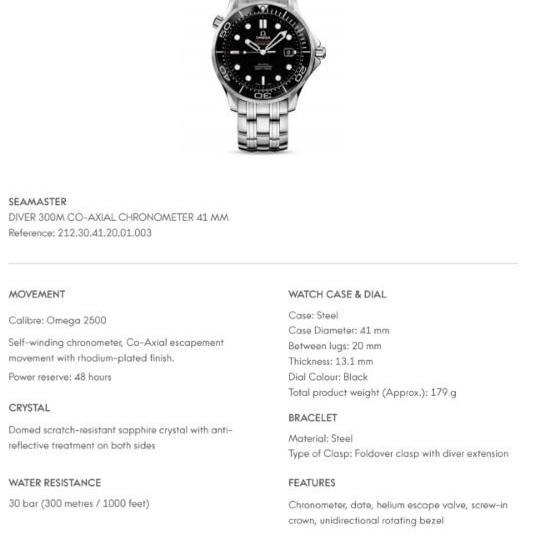 SEAMASTER
DIVER 300M CO-AXIAL CHRONOMETER 41 MM
Reference: 212.30.41.20.01.003
MOVEMENT
Calibre: Omega 2500
Self-winding chronometer, Co-Axial escapement
movement with rhodium-plated finish.
Power reserve: 48 hours
CRYSTAL
Domed scratch-resistant sapphire crystal with anti-
reflective treatment on both sides
WATER RESISTANCE
30 bar (300 metres / 1000 feet)
WATCH CASE & DIAL
Case: Steel
Case Diameter: 41 mm
Between lugs: 20 mm
Thickness: 13.1 mm
Dial Colour: Black
Total product weight (Approx.): 179 g
BRACELET
Material: Steel
Type of Clasp: Foldover clasp with diver extension
FEATURES
Chronometer, date, helium escape valve, screw-in
crown, unidirectional rotating bezel